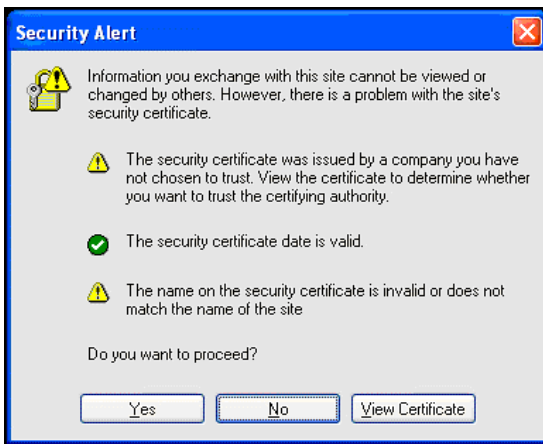 Security Alert
Information you exchange with this site cannot be viewed or
changed by others. However, there is a problem with the site's
security certificate.
The security certificate was issued by a company you have
not chosen to trust. View the certificate to determine whether
you want to trust the certifying authority.
The security certificate date is valid.
The name on the security certificate is invalid or does not
match the name of the site
Do you want to proceed?
Yes No View Certificate